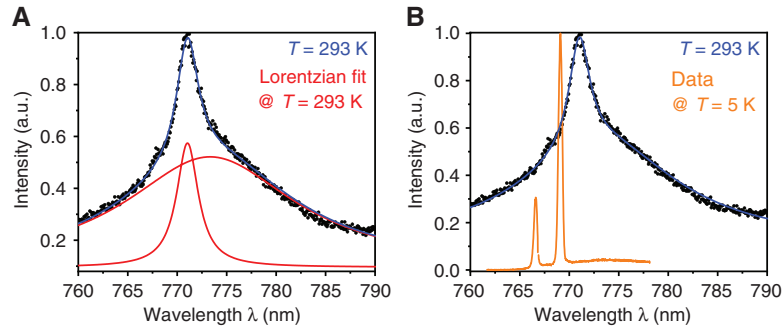 A
B
1.0
0.8
0.6
0.4
0.2
Intensity (a.u.)
T = 293 K
Lorentzian fit
@ T = 293 K
760 765 770 775 780 785 790
Wavelength λ (nm)
1.0
0.8
0.6
0.4
0.2
0.0
Intensity (a.u.)
T = 293 K
Data
@ T = 5 K
760 765 770 775 780 785 790
Wavelength λ (nm)